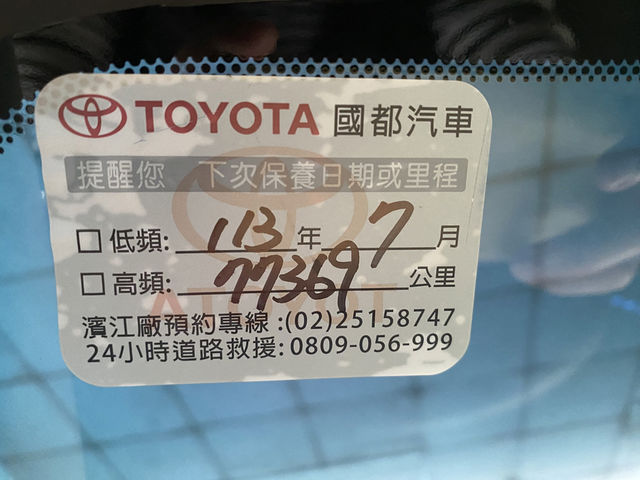 TOYOTA 國都汽車
提醒您 下次保養日期或里程
□ 低頻: 113 年 7 月
□ 高頻: 77369 公里
濱江廠預約專線:(02)25158747
24小時道路救援:0809-056-999